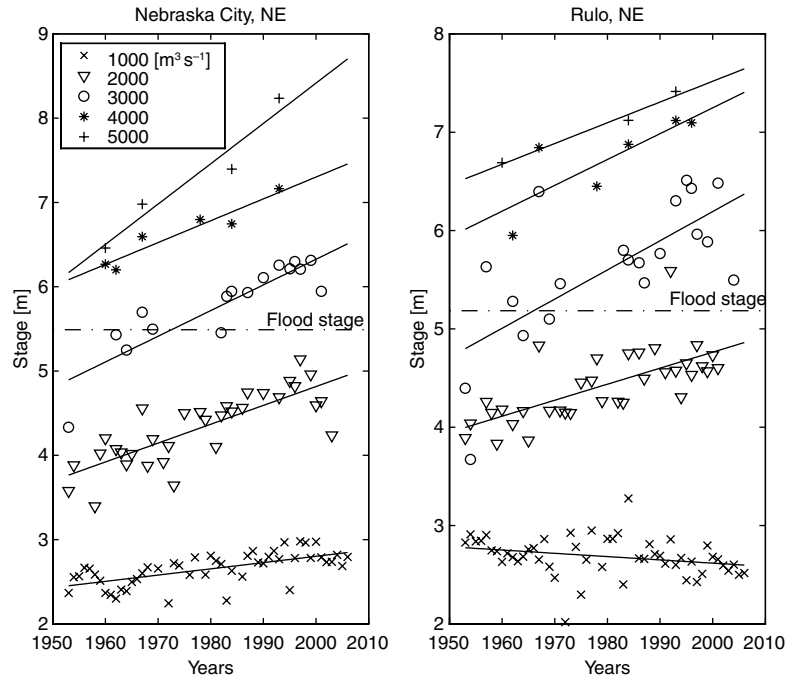 Nebraska City, NE
Stage [m]
9
8
7
6
5
4
3
2
1000 [m³ s⁻¹]
2000
3000
4000
5000
Flood stage
1950 1960 1970 1980 1990 2000 2010
Years
Rulo, NE
Stage [m]
8
7
6
5
4
3
2
Flood stage
1950 1960 1970 1980 1990 2000 2010
Years